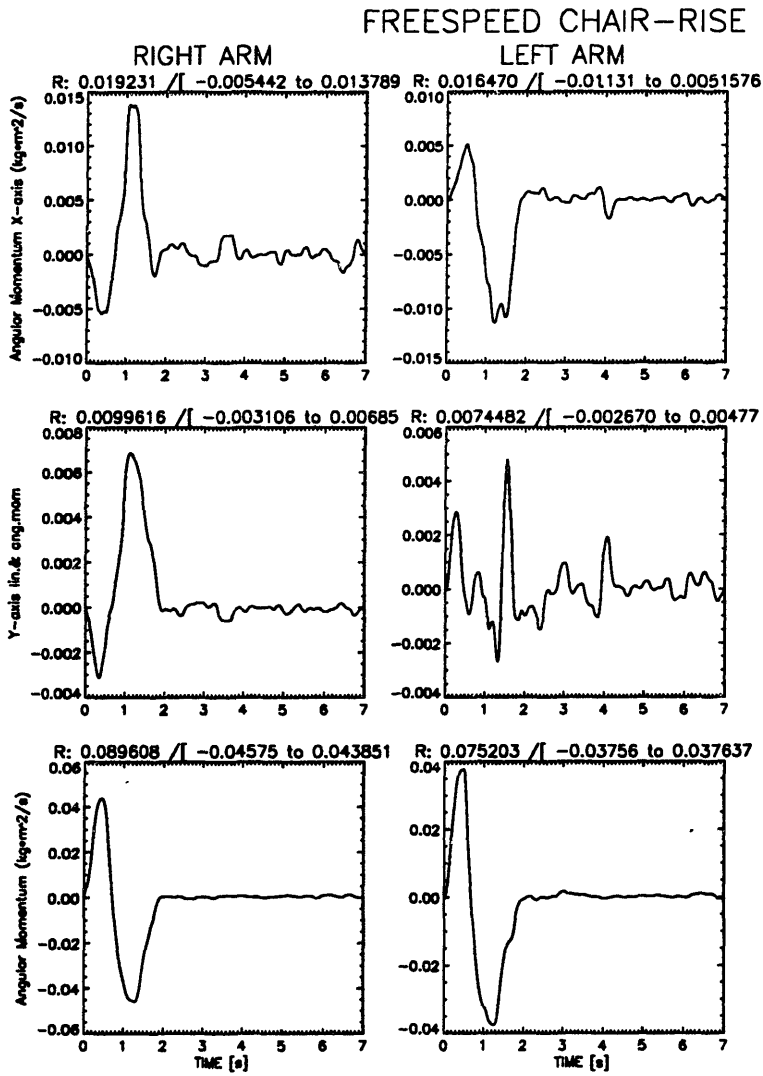 FREESPEED CHAIR-RISE
RIGHT ARM
LEFT ARM
R: 0.019231 /[ -0.005442 to 0.013789
R: 0.016470 /[ -0.01131 to 0.0051576
Angular Momentum X-axis (kg*m^2/s)
0.015
0.010
0.005
0.000
-0.005
-0.010
0 1 2 3 4 5 6 7
0.010
0.005
0.000
-0.005
-0.010
-0.015
0 1 2 3 4 5 6 7
R: 0.0099616 /[ -0.003106 to 0.00685
R: 0.0074482 /[ -0.002670 to 0.00477
Y-axis lin.& ang.mom
0.008
0.006
0.004
0.002
0.000
-0.002
-0.004
0 1 2 3 4 5 6 7
0.006
0.004
0.002
0.000
-0.002
-0.004
0 1 2 3 4 5 6 7
R: 0.089608 /[ -0.04575 to 0.043851
R: 0.075203 /[ -0.03756 to 0.037637
Angular Momentum (kg*m^2/s)
0.06
0.04
0.02
0.00
-0.02
-0.04
-0.06
0 1 2 3 4 5 6 7
TIME [s]
0.04
0.02
0.00
-0.02
-0.04
0 1 2 3 4 5 6 7
TIME [s]